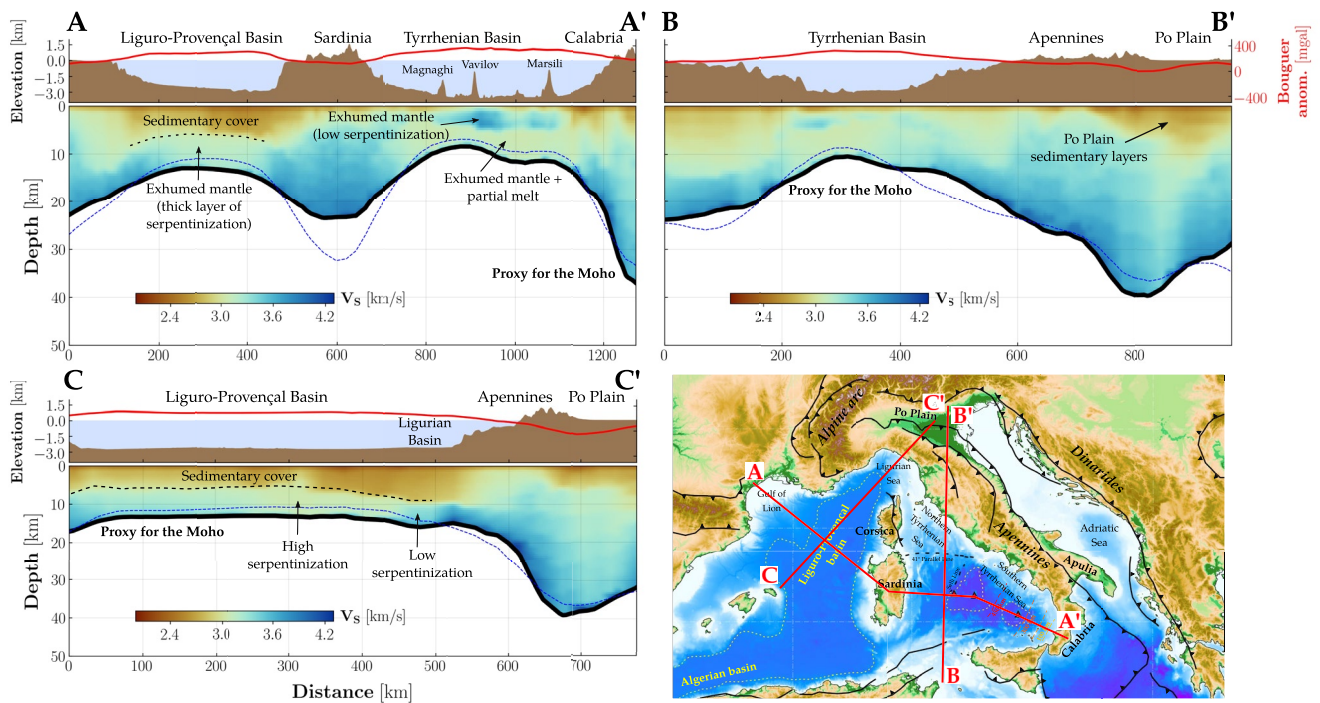 A
A'
B
B'
Elevation [km]
1.5
0.0
−1.5
−3.0
Liguro-Provençal Basin
Sardinia
Tyrrhenian Basin
Calabria
Magnaghi
Vavilov
Marsili
Tyrrhenian Basin
Apennines
Po Plain
400
0
−400
Bouguer
anom. [mgal]
Depth [km]
0
10
20
30
40
50
Sedimentary cover
Exhumed mantle
(low serpentinization)
Exhumed mantle
(thick layer of
serpentinization)
Exhumed mantle +
partial melt
Proxy for the Moho
V_S [km/s]
2.4
3.0
3.6
4.2
0
200
400
600
800
1000
1200
Po Plain
sedimentary layers
Proxy for the Moho
V_S [km/s]
2.4
3.0
3.6
4.2
0
200
400
600
800
C
C'
Elevation [km]
1.5
0.0
−1.5
−3.0
Liguro-Provençal Basin
Apennines
Po Plain
Ligurian
Basin
Depth [km]
0
10
20
30
40
50
Sedimentary cover
Proxy for the Moho
High
serpentinization
Low
serpentinization
V_S [km/s]
2.4
3.0
3.6
4.2
0
100
200
300
400
500
600
700
Distance [km]
Alpine arc
Po Plain
C'
B'
Dinarides
A
Gulf of
Lion
Ligurian
Sea
Liguro-Provençal
basin
Corsica
Northern
Tyrrhenian
Sea
Apennines
Adriatic
Sea
41° Parallel line
Apulia
C
Sardinia
Southern
Tyrrhenian Sea
A'
Calabria
Algerian basin
B